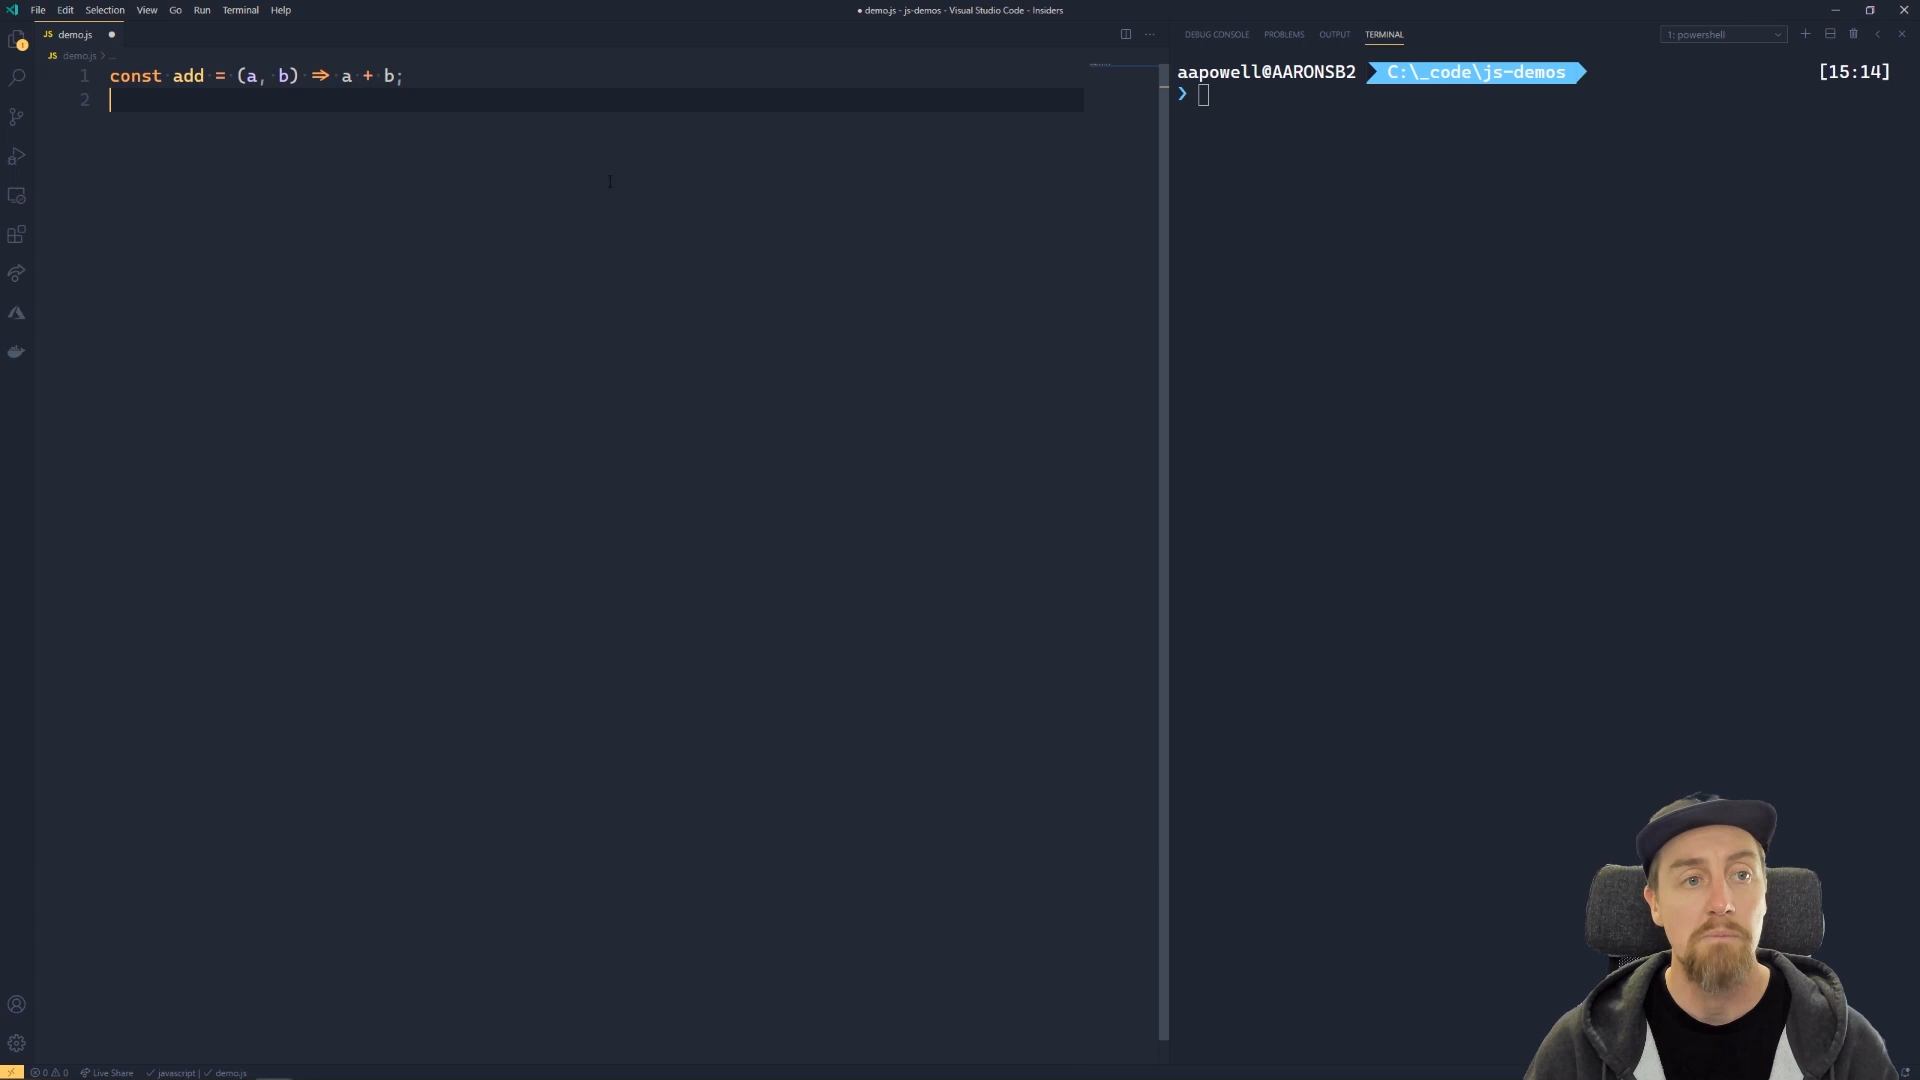 File Edit Selection View Go Run Terminal Help
● demo.js - js-demos - Visual Studio Code - Insiders
JS demo.js ●
DEBUG CONSOLE PROBLEMS OUTPUT TERMINAL
1: powershell
JS demo.js > ...
1 const add = (a, b) => a + b;
2
aapowell@AARONSB2 C:\_code\js-demos [15:14]
❯
0 0 Live Share ✓ javascript | ✓ demo.js